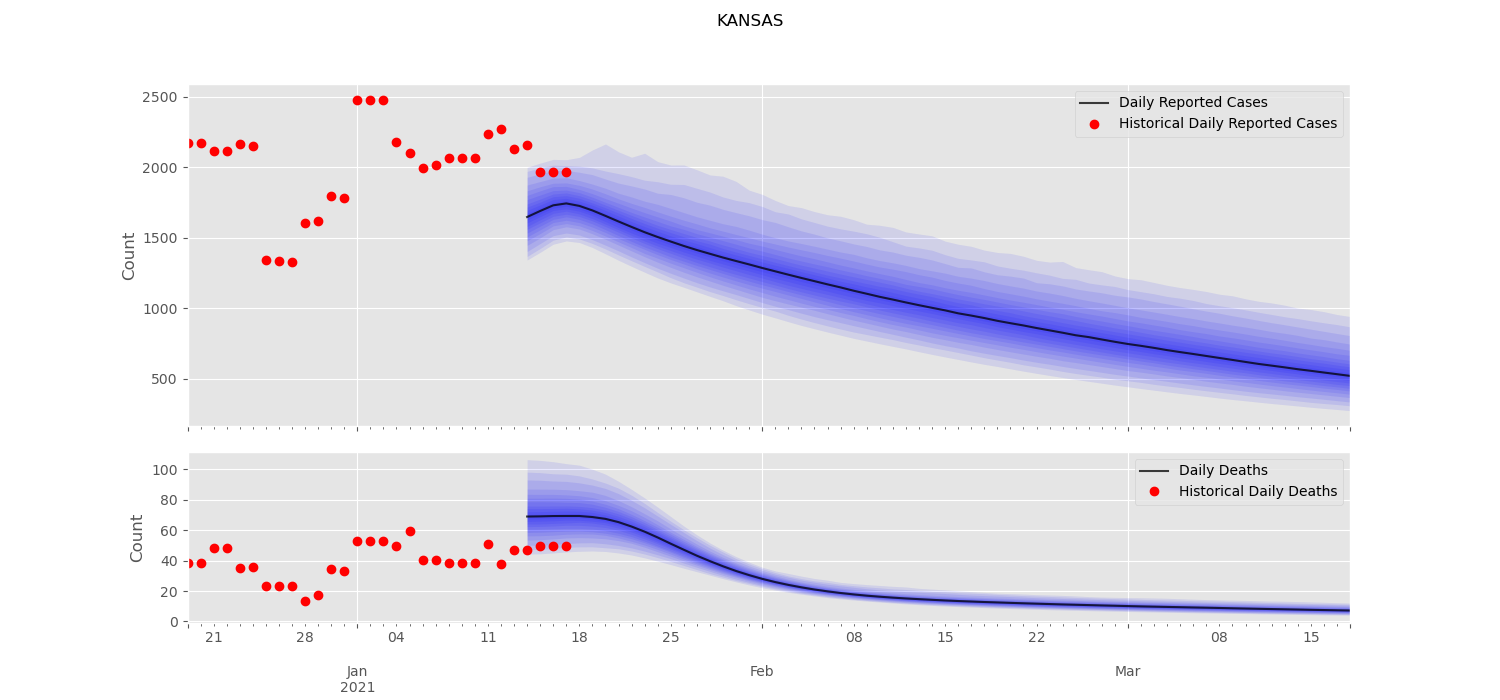 KANSAS
2500
2000
1500
1000
500
Count
Daily Reported Cases
Historical Daily Reported Cases
100
80
60
40
20
0
Count
Daily Deaths
Historical Daily Deaths
21 28 04 11 18 25 08 15 22 08 15
Jan Feb Mar
2021